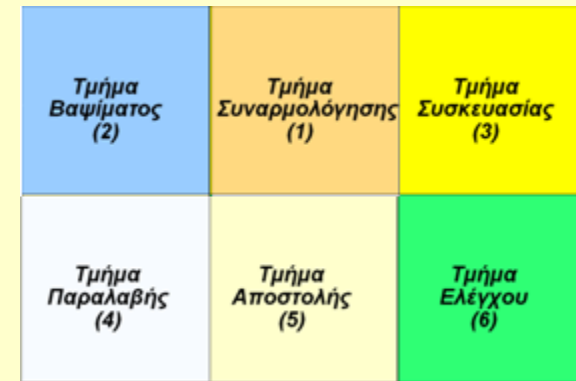 Τμήμα
Βαψίματος
(2)
Τμήμα
Συναρμολόγησης
(1)
Τμήμα
Συσκευασίας
(3)
Τμήμα
Παραλαβής
(4)
Τμήμα
Αποστολής
(5)
Τμήμα
Ελέγχου
(6)